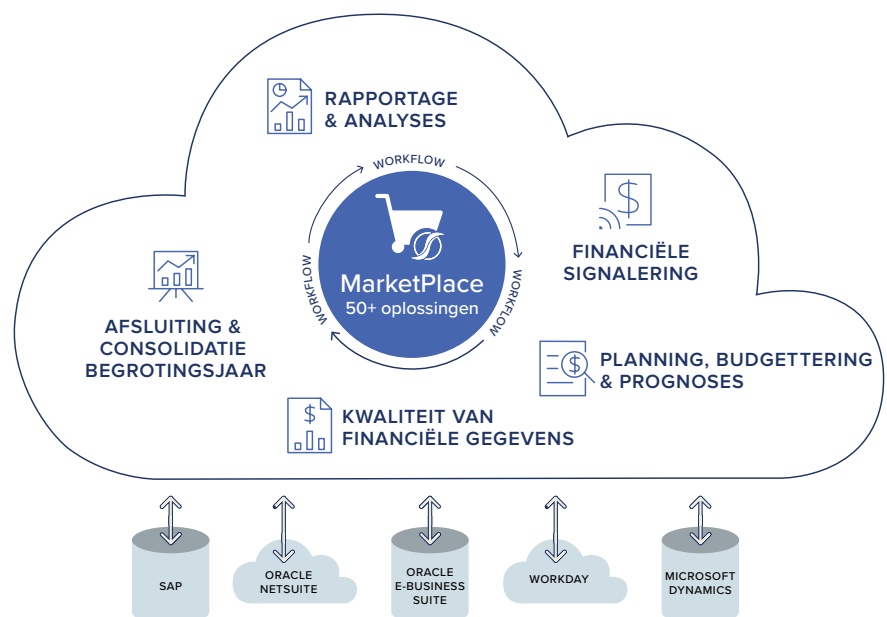 RAPPORTAGE
& ANALYSES
WORKFLOW
FINANCIËLE
SIGNALERING
MarketPlace
50+ oplossingen
WORKFLOW
WORKFLOW
AFSLUITING &
CONSOLIDATIE
BEGROTINGSJAAR
PLANNING, BUDGETTERING
& PROGNOSES
KWALITEIT VAN
FINANCIËLE GEGEVENS
SAP
ORACLE
NETSUITE
ORACLE
E-BUSINESS
SUITE
WORKDAY
MICROSOFT
DYNAMICS